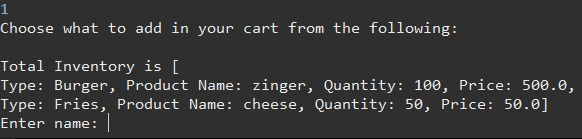 1
Choose what to add in your cart from the following:
Total Inventory is [
Type: Burger, Product Name: zinger, Quantity: 100, Price: 500.0,
Type: Fries, Product Name: cheese, Quantity: 50, Price: 50.0]
Enter name: